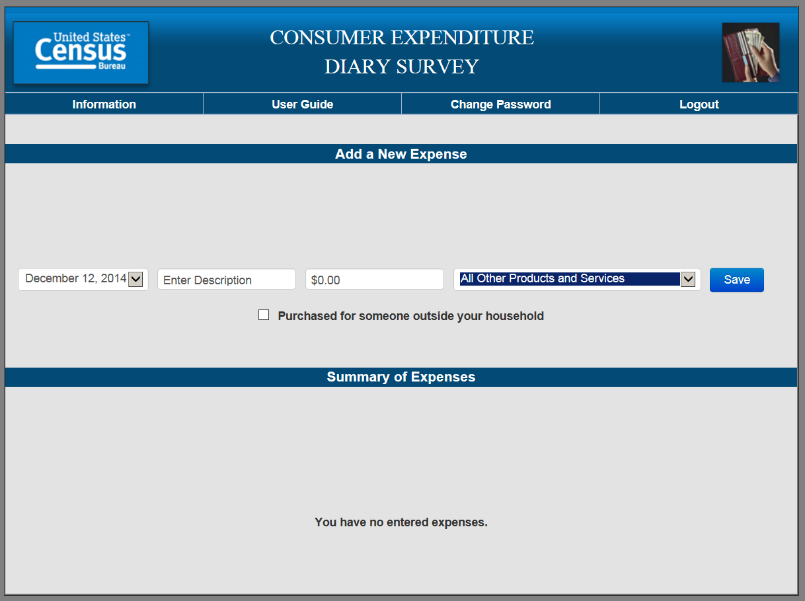 United States™
Census
Bureau
CONSUMER EXPENDITURE
DIARY SURVEY
Information
User Guide
Change Password
Logout
Add a New Expense
December 12, 2014
Enter Description
$0.00
All Other Products and Services
Save
Purchased for someone outside your household
Summary of Expenses
You have no entered expenses.